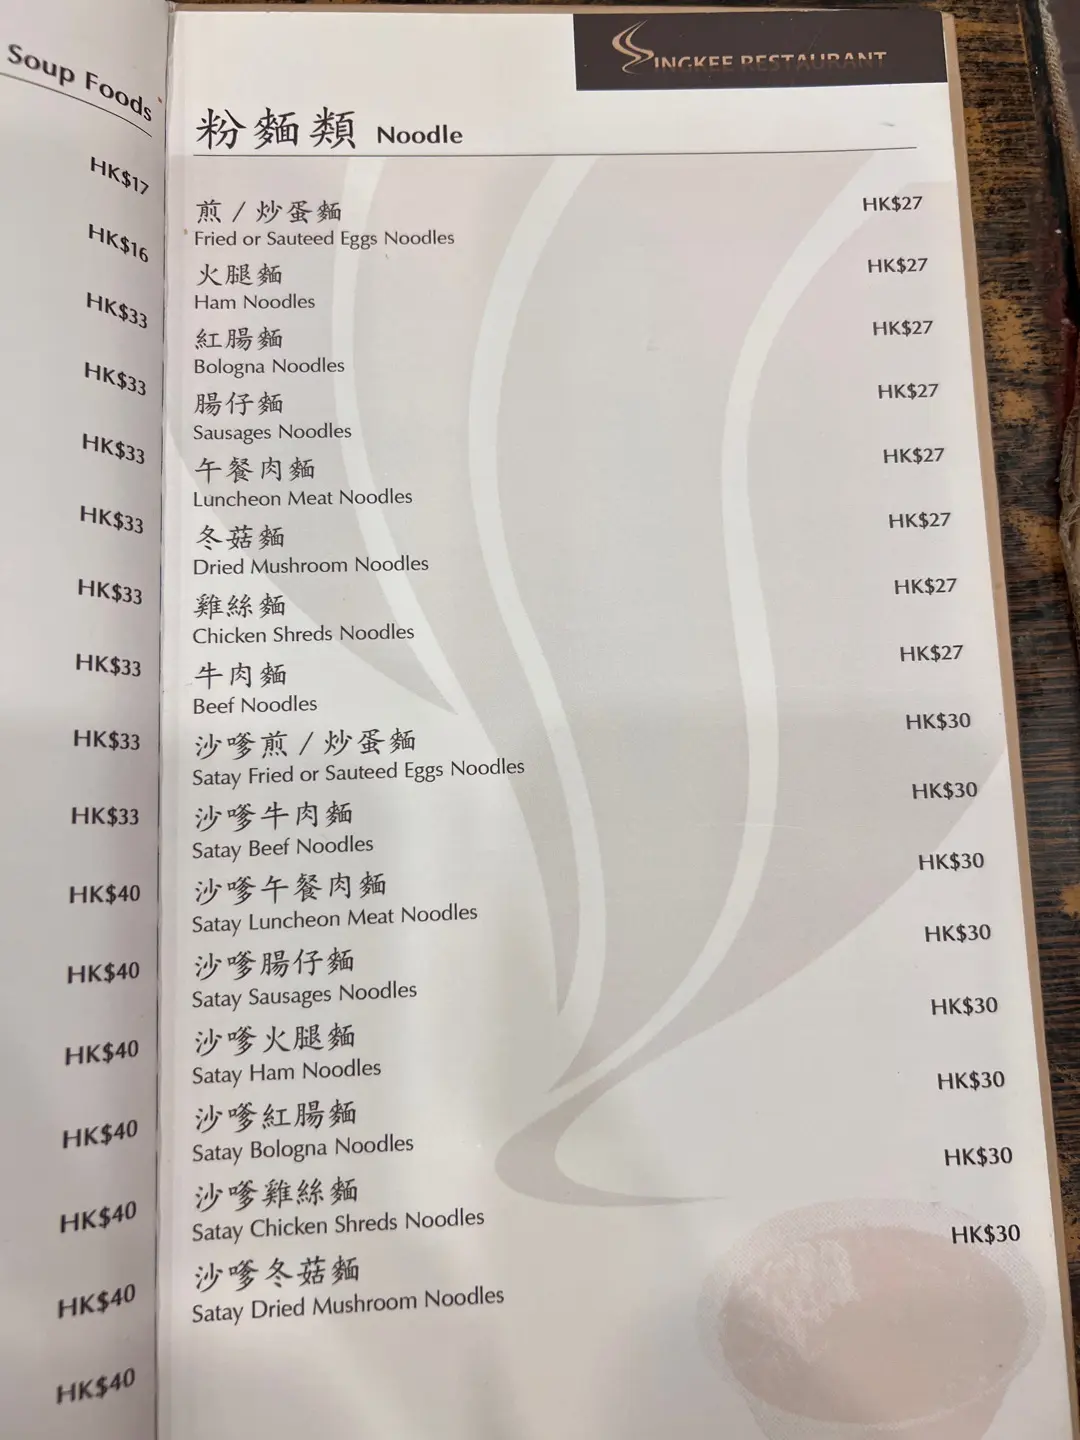 Soup Foods
HK$17
HK$16
HK$33
HK$33
HK$33
HK$33
HK$33
HK$33
HK$33
HK$33
HK$40
HK$40
HK$40
HK$40
HK$40
HK$40
HK$40
SINGKEE RESTAURANT
粉麵類 Noodle
煎/炒蛋麵 HK$27
Fried or Sauteed Eggs Noodles
火腿麵 HK$27
Ham Noodles
紅腸麵 HK$27
Bologna Noodles
腸仔麵 HK$27
Sausages Noodles
午餐肉麵 HK$27
Luncheon Meat Noodles
冬菇麵 HK$27
Dried Mushroom Noodles
雞絲麵 HK$27
Chicken Shreds Noodles
牛肉麵 HK$27
Beef Noodles
沙嗲煎/炒蛋麵 HK$30
Satay Fried or Sauteed Eggs Noodles
沙嗲牛肉麵 HK$30
Satay Beef Noodles
沙嗲午餐肉麵 HK$30
Satay Luncheon Meat Noodles
沙嗲腸仔麵 HK$30
Satay Sausages Noodles
沙嗲火腿麵 HK$30
Satay Ham Noodles
沙嗲紅腸麵 HK$30
Satay Bologna Noodles
沙嗲雞絲麵 HK$30
Satay Chicken Shreds Noodles
沙嗲冬菇麵 HK$30
Satay Dried Mushroom Noodles